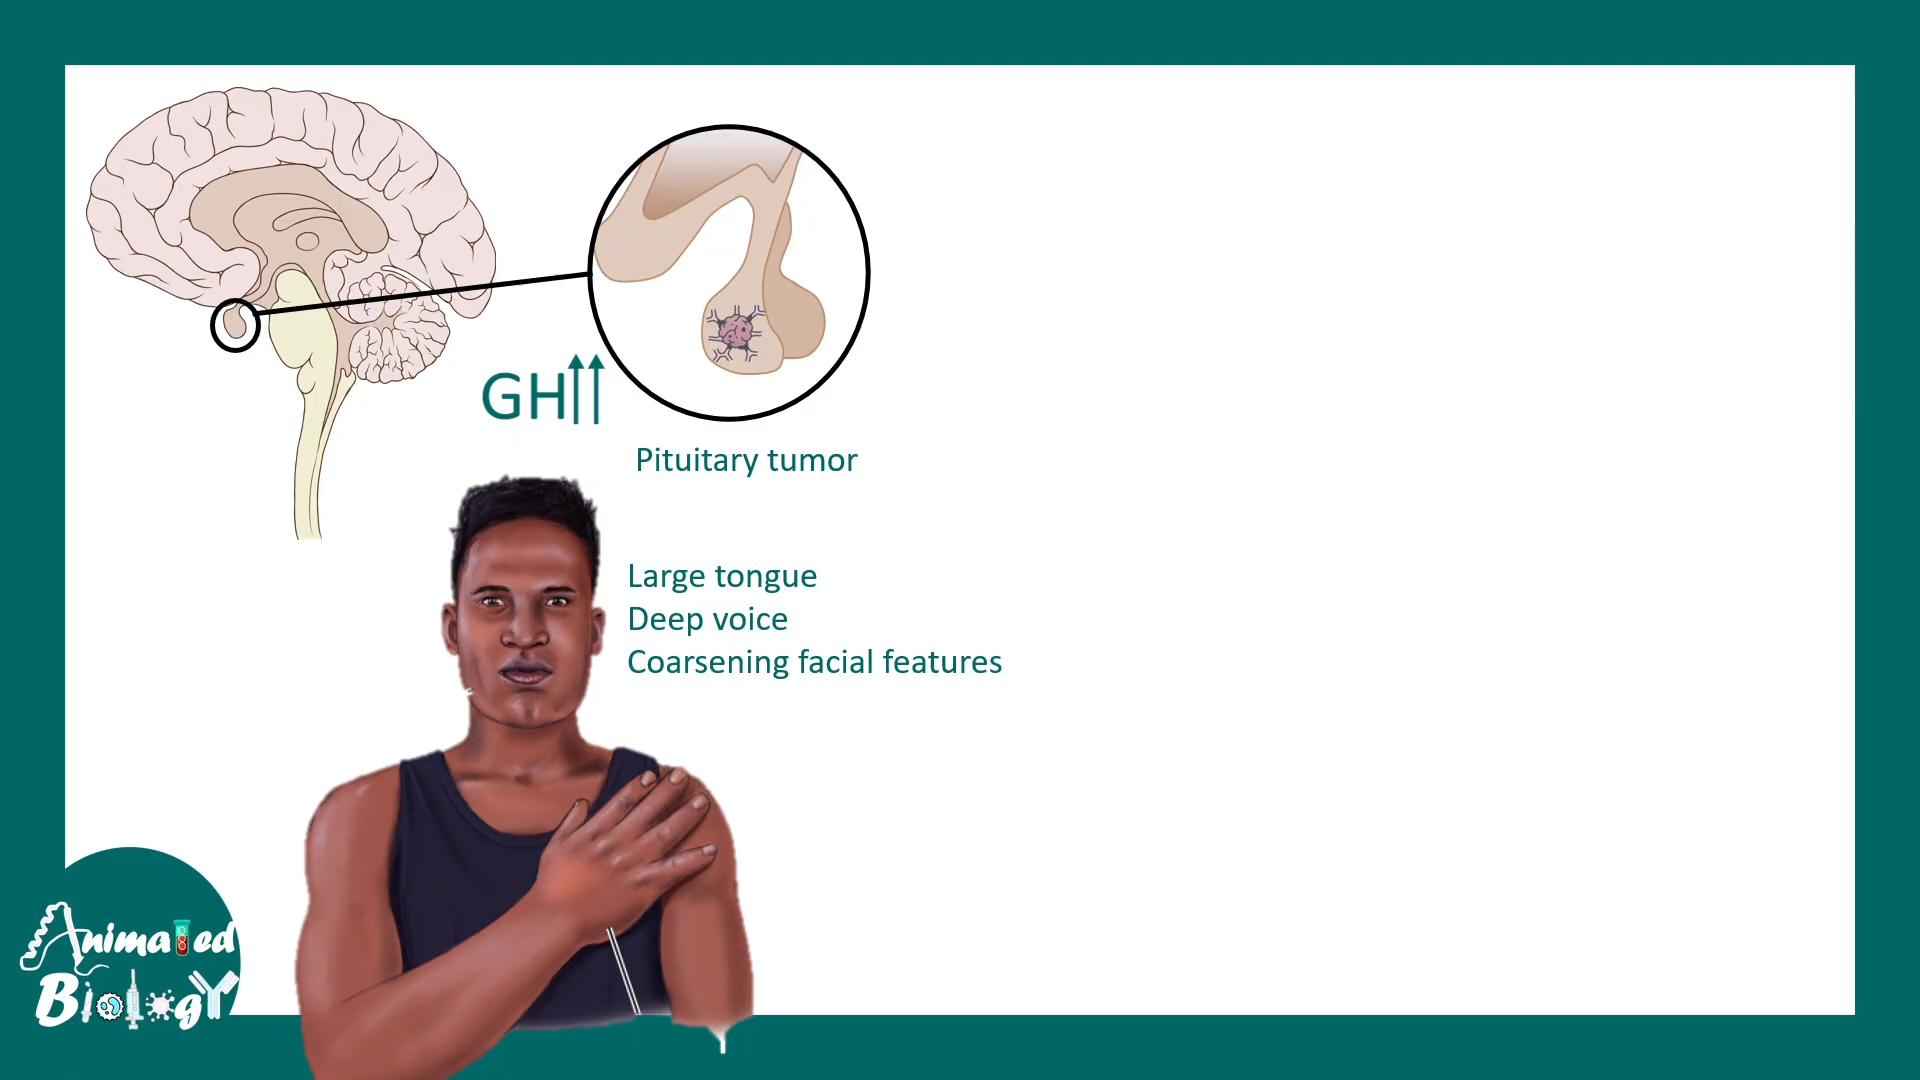 GH↑↑
Pituitary tumor
Large tongue
Deep voice
Coarsening facial features
Animated
Biology